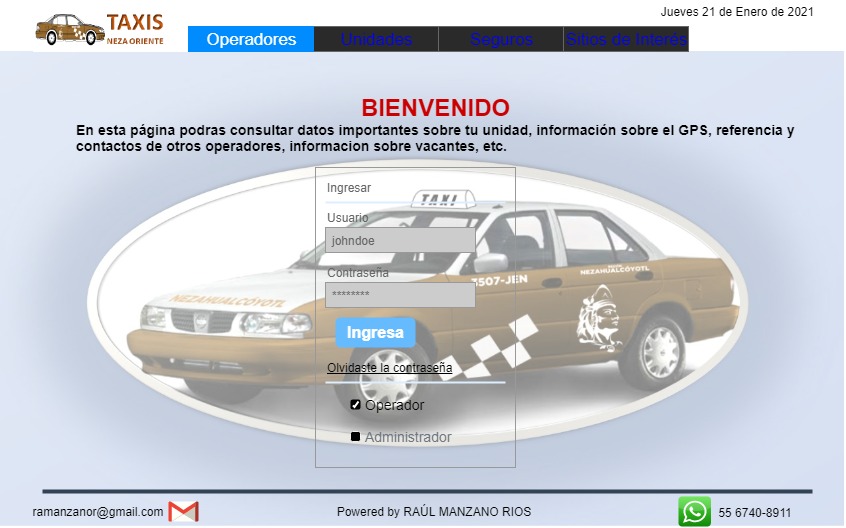 TAXIS
NEZA ORIENTE
Jueves 21 de Enero de 2021
Operadores Unidades Seguros Sitios de Interés
BIENVENIDO
En esta página podras consultar datos importantes sobre tu unidad, información sobre el GPS, referencia y
contactos de otros operadores, informacion sobre vacantes, etc.
Ingresar
TAXI
Usuario
johndoe
Contraseña
********
NEZAHUALCÓYOTL
3507-JEN
NEZAHUALCÓYOTL
Ingresa
Olvidaste la contraseña
Operador
Administrador
ramanzanor@gmail.com
Powered by RAÚL MANZANO RIOS
55 6740-8911